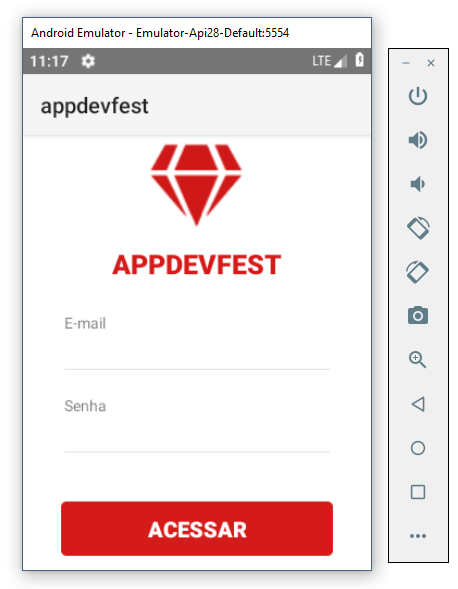 Android Emulator - Emulator-Api28-Default:5554
11:17 LTE
appdevfest
APPDEVFEST
E-mail
Senha
ACESSAR